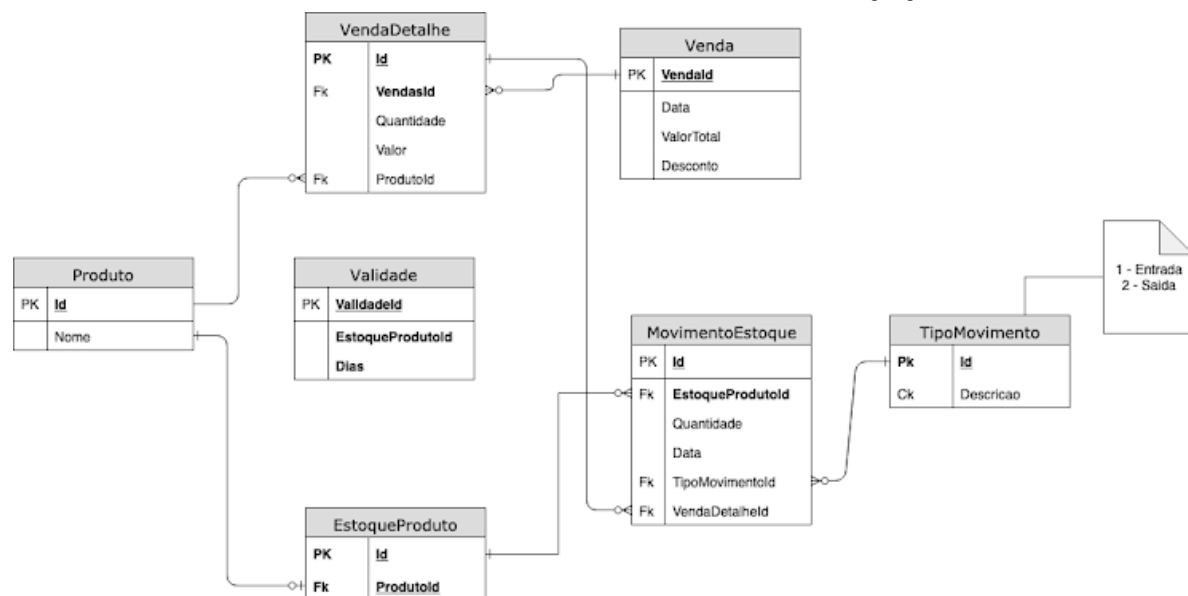 VendaDetalhe
PK Id
Fk VendasId
Quantidade
Valor
Fk ProdutoId
Venda
PK VendaId
Data
ValorTotal
Desconto
1 - Entrada
2 - Saida
Produto
PK Id
Nome
Validade
PK ValidadeId
EstoqueProdutoId
Dias
MovimentoEstoque
PK Id
Fk EstoqueProdutoId
Quantidade
Data
Fk TipoMovimentoId
Fk VendaDetalheId
TipoMovimento
Pk Id
Ck Descricao
EstoqueProduto
PK Id
Fk ProdutoId